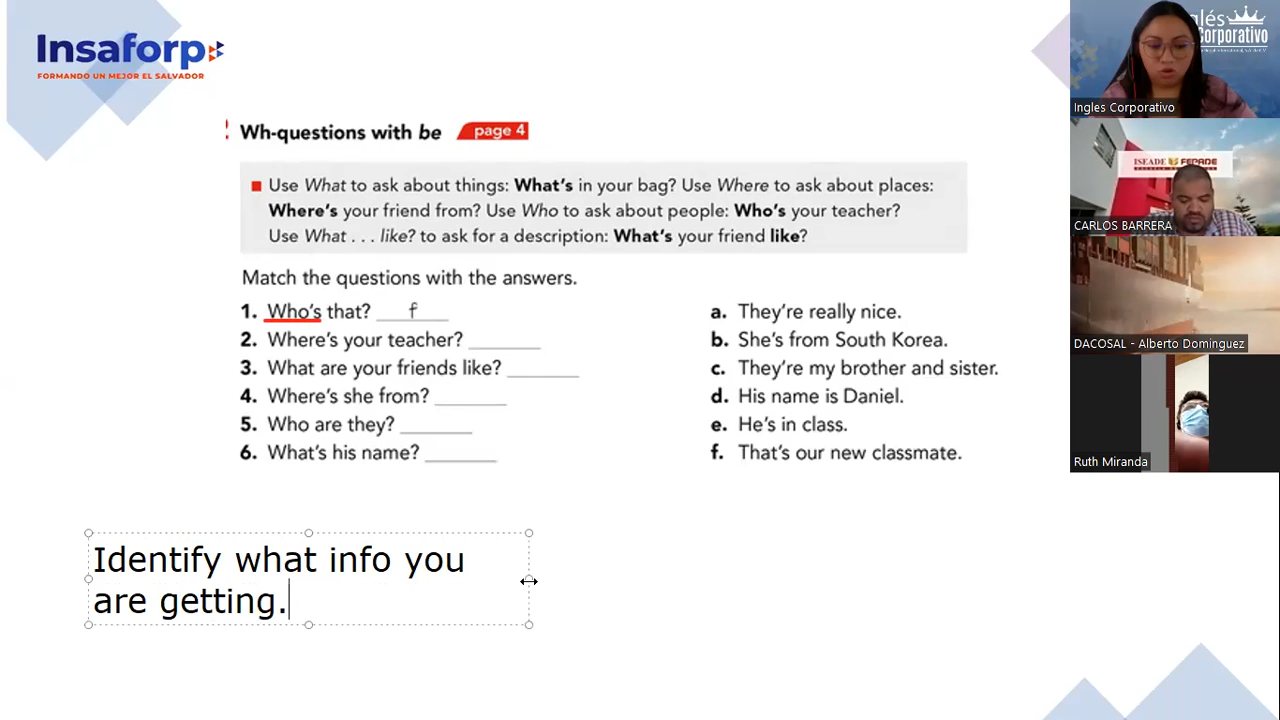 Insaforp
FORMANDO UN MEJOR EL SALVADOR
Wh-questions with be page 4
Use What to ask about things: What's in your bag? Use Where to ask about places:
Where's your friend from? Use Who to ask about people: Who's your teacher?
Use What . . . like? to ask for a description: What's your friend like?
Match the questions with the answers.
1. Who's that? f
2. Where's your teacher?
3. What are your friends like?
4. Where's she from?
5. Who are they?
6. What's his name?
a. They're really nice.
b. She's from South Korea.
c. They're my brother and sister.
d. His name is Daniel.
e. He's in class.
f. That's our new classmate.
Identify what info you
are getting.
Corporativo
Ingles Corporativo
ISEADE FEPADE
CARLOS BARRERA
DACOSAL - Alberto Dominguez
Ruth Miranda